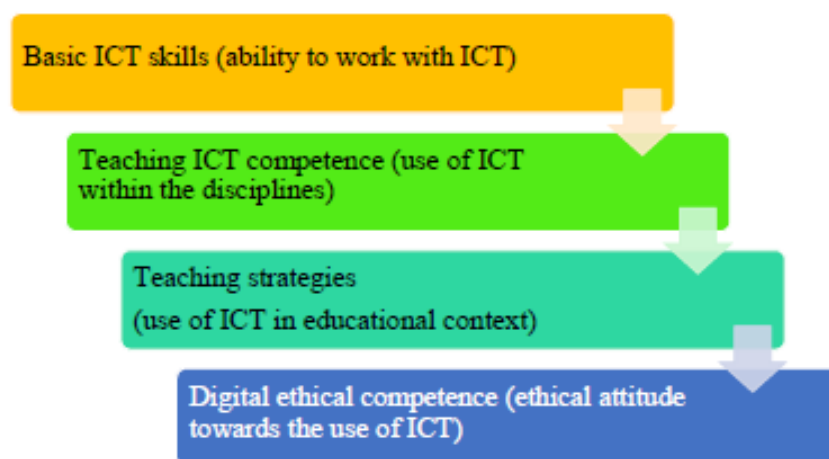 Basic ICT skills (ability to work with ICT)
Teaching ICT competence (use of ICT
within the disciplines)
Teaching strategies
(use of ICT in educational context)
Digital ethical competence (ethical attitude
towards the use of ICT)